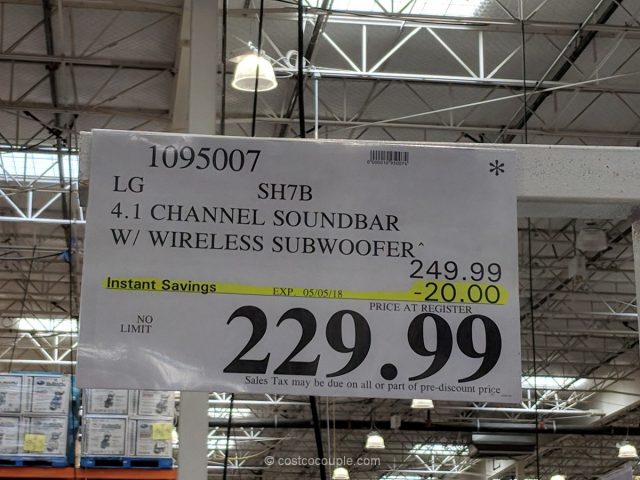 1095007
*
LG SH7B
4.1 CHANNEL SOUNDBAR
W/ WIRELESS SUBWOOFER^
249.99
Instant Savings EXP. 05/05/18 -20.00
PRICE AT REGISTER
NO
LIMIT
229.99
Sales Tax may be due on all or part of pre-discount price
© costcocouple.com